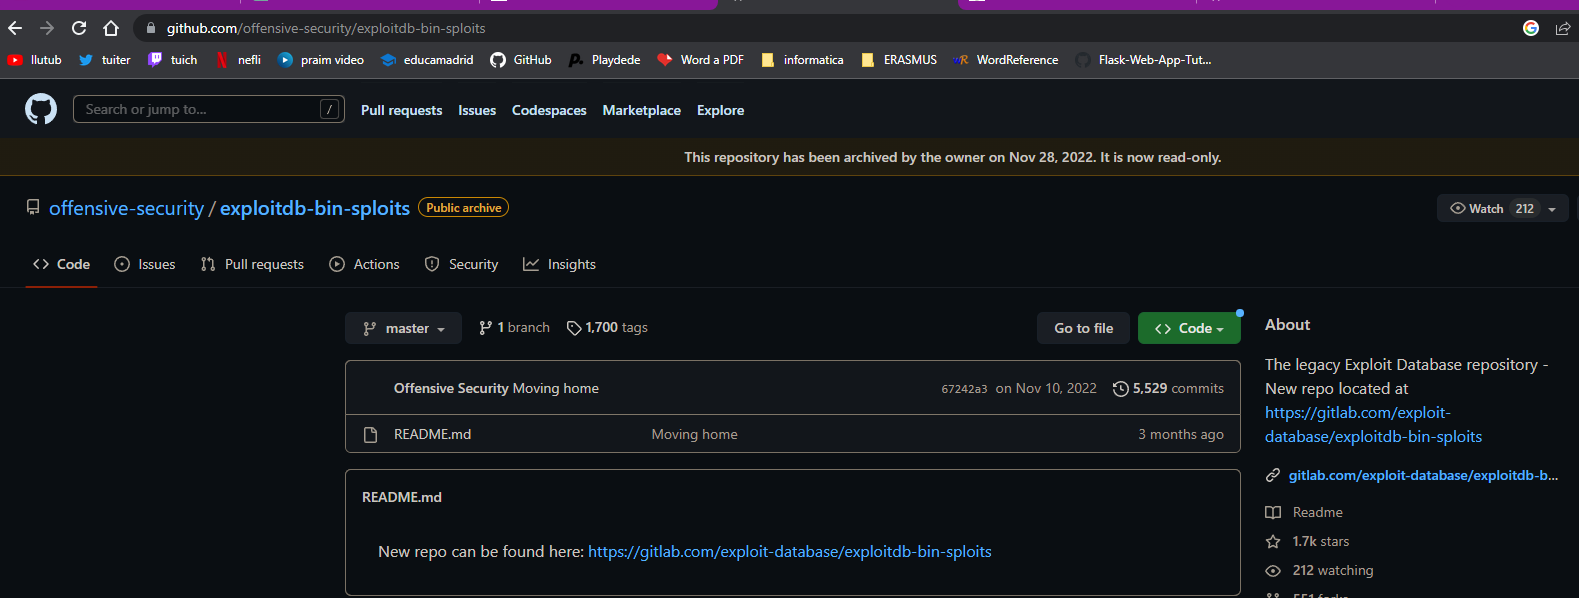 github.com/offensive-security/exploitdb-bin-sploits
llutub tuiter tuich nefli praim video educamadrid GitHub Playdede Word a PDF informatica ERASMUS WordReference Flask-Web-App-Tut...
Search or jump to... / Pull requests Issues Codespaces Marketplace Explore
This repository has been archived by the owner on Nov 28, 2022. It is now read-only.
offensive-security / exploitdb-bin-sploits Public archive
Watch 212
Code Issues Pull requests Actions Security Insights
master 1 branch 1,700 tags Go to file Code
Offensive Security Moving home 67242a3 on Nov 10, 2022 5,529 commits
README.md Moving home 3 months ago
README.md
New repo can be found here: https://gitlab.com/exploit-database/exploitdb-bin-sploits
About
The legacy Exploit Database repository -
New repo located at
https://gitlab.com/exploit-
database/exploitdb-bin-sploits
gitlab.com/exploit-database/exploitdb-b...
Readme
1.7k stars
212 watching